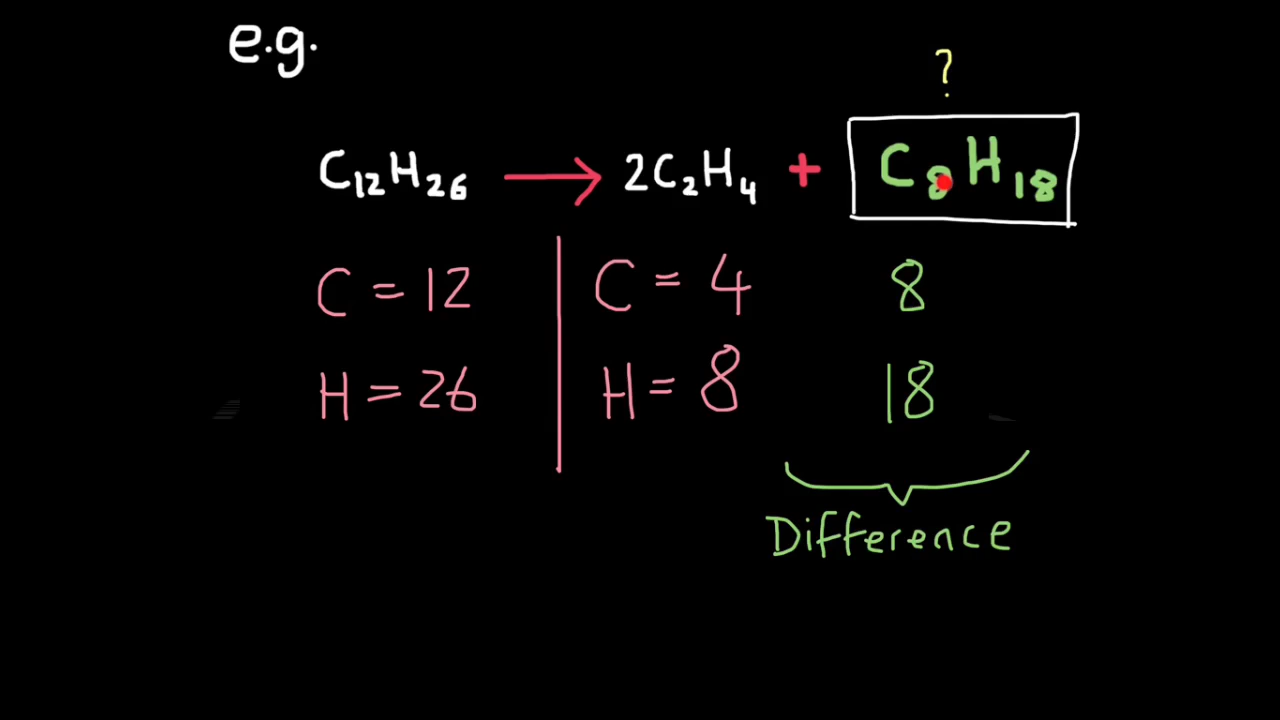 e.g.
?
C₁₂H₂₆ → 2C₂H₄ + C₈H₁₈
C = 12 C = 4 8
H = 26 H = 8 18
Difference